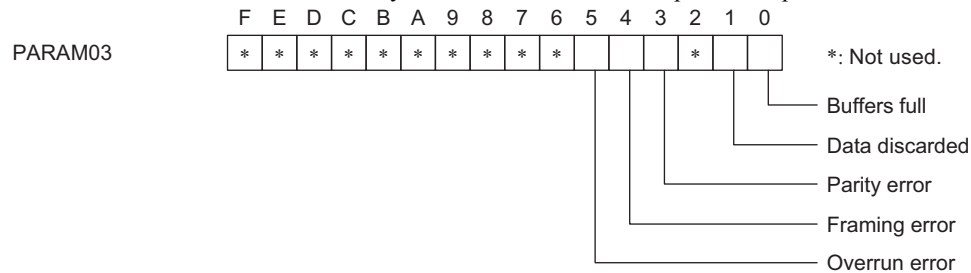 F E D C B A 9 8 7 6 5 4 3 2 1 0
PARAM03 * * * * * * * * * * * *: Not used.
Buffers full
Data discarded
Parity error
Framing error
Overrun error